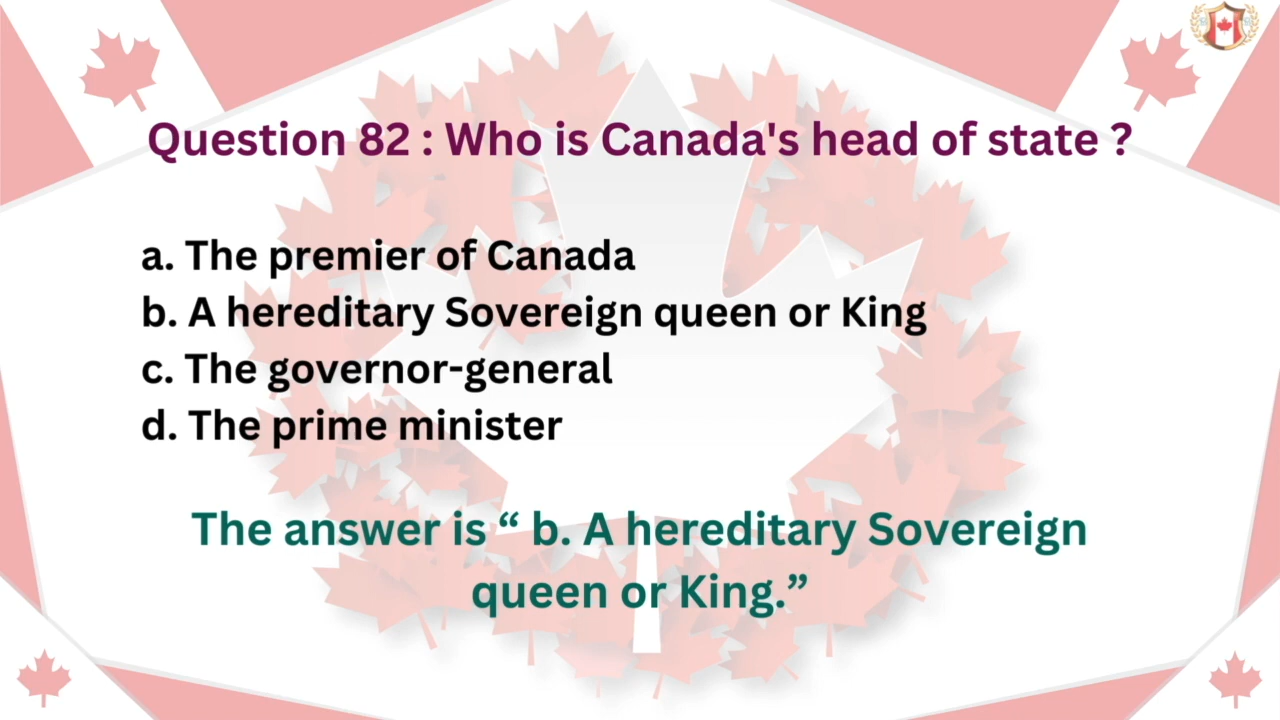 Question 82 : Who is Canada's head of state ?
a. The premier of Canada
b. A hereditary Sovereign queen or King
c. The governor-general
d. The prime minister
The answer is “ b. A hereditary Sovereign
queen or King.”